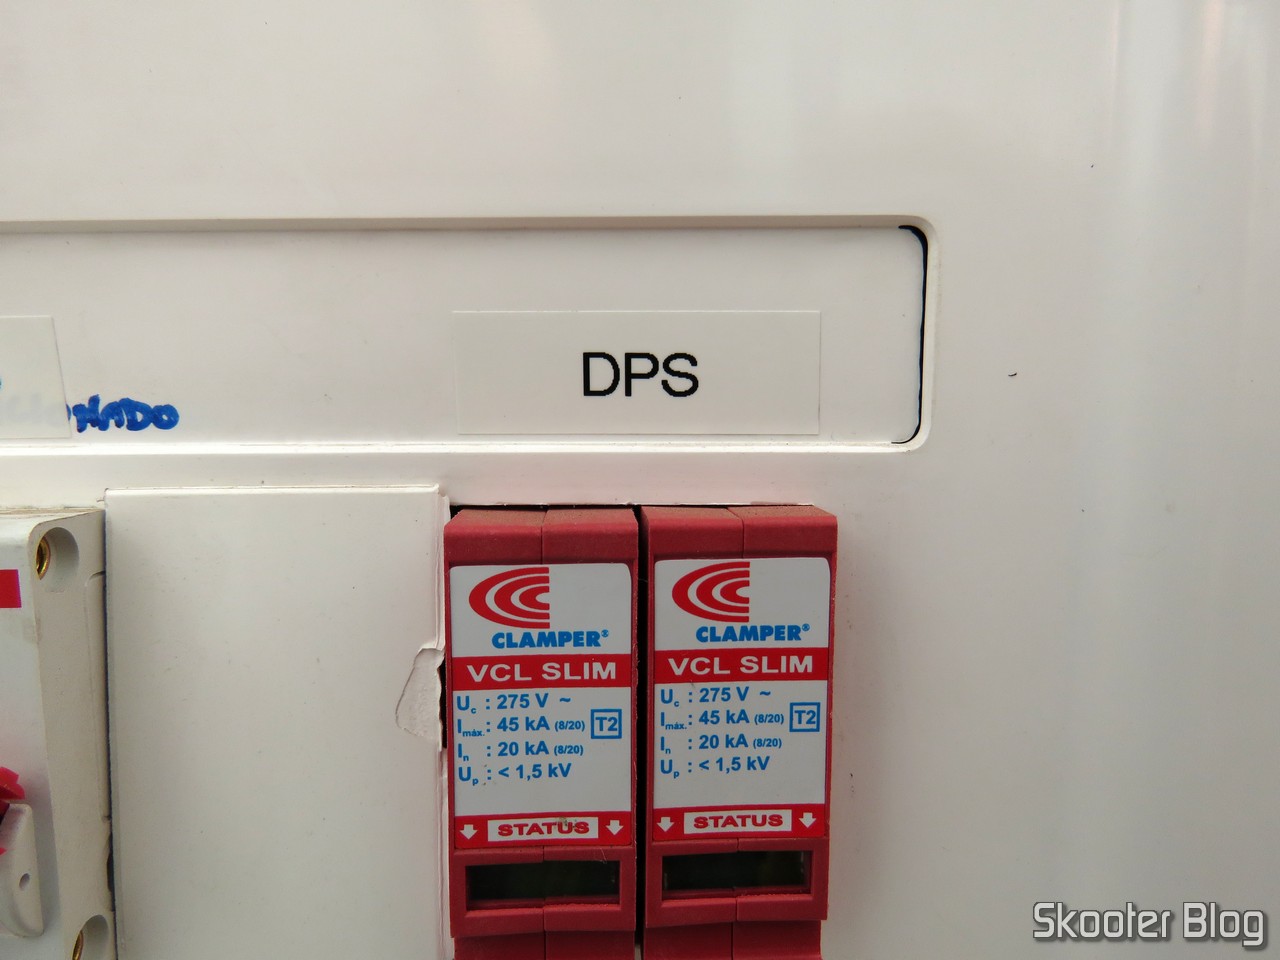 DPS
CLAMPER®
VCL SLIM
Uc : 275 V ~
Imáx.: 45 kA (8/20) T2
In : 20 kA (8/20)
Up : < 1,5 kV
STATUS
CLAMPER®
VCL SLIM
Uc : 275 V ~
Imáx.: 45 kA (8/20) T2
In : 20 kA (8/20)
Up : < 1,5 kV
STATUS
Skooter Blog